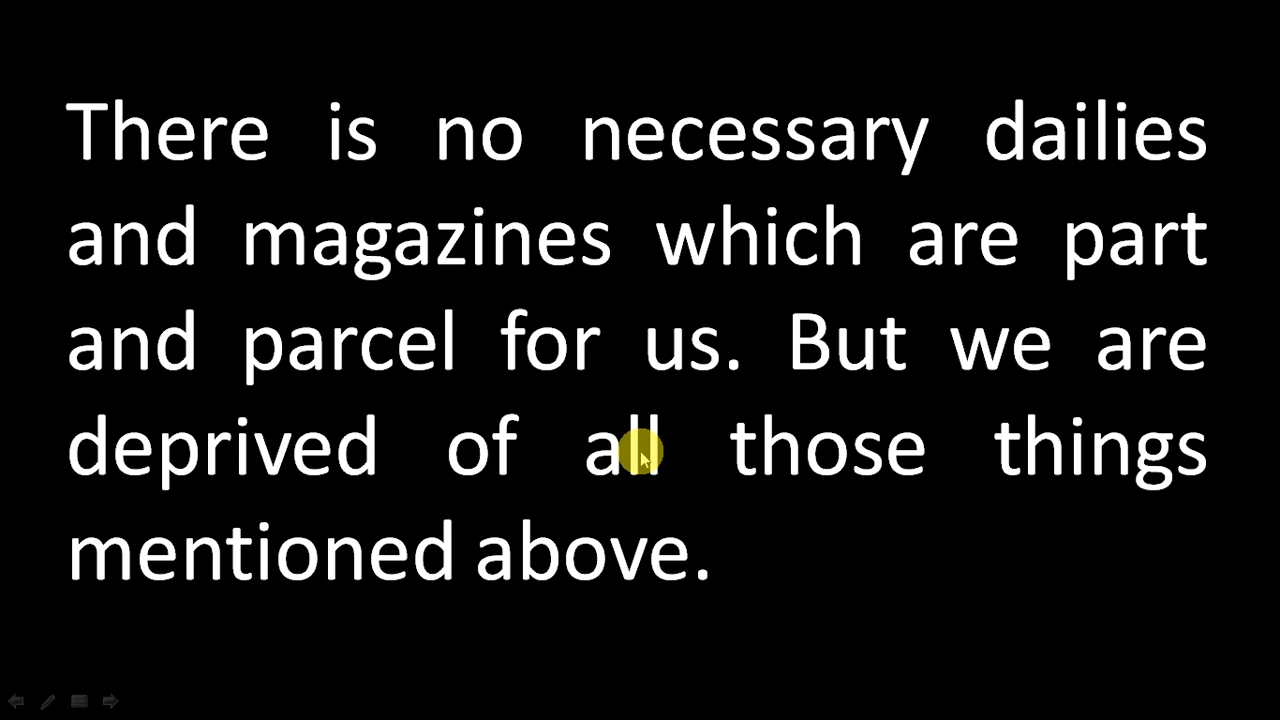 There is no necessary dailies
and magazines which are part
and parcel for us. But we are
deprived of all those things
mentioned above.